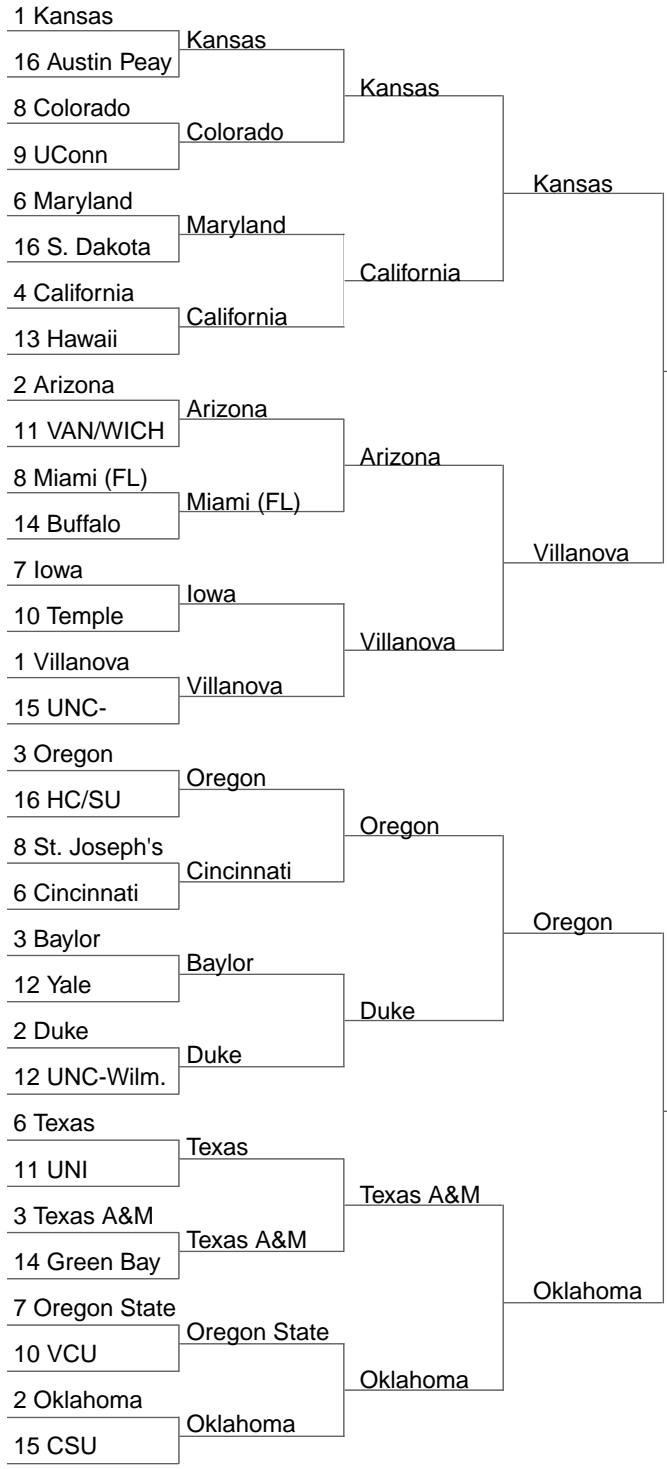 1 Kansas
16 Austin Peay
8 Colorado
9 UConn
6 Maryland
16 S. Dakota
4 California
13 Hawaii
2 Arizona
11 VAN/WICH
8 Miami (FL)
14 Buffalo
7 Iowa
10 Temple
1 Villanova
15 UNC-
3 Oregon
16 HC/SU
8 St. Joseph's
6 Cincinnati
3 Baylor
12 Yale
2 Duke
12 UNC-Wilm.
6 Texas
11 UNI
3 Texas A&M
14 Green Bay
7 Oregon State
10 VCU
2 Oklahoma
15 CSU
Kansas
Colorado
Maryland
California
Arizona
Miami (FL)
Iowa
Villanova
Oregon
Cincinnati
Baylor
Duke
Texas
Texas A&M
Oregon State
Oklahoma
Kansas
California
Arizona
Villanova
Oregon
Duke
Texas A&M
Oklahoma
Kansas
Villanova
Oregon
Oklahoma